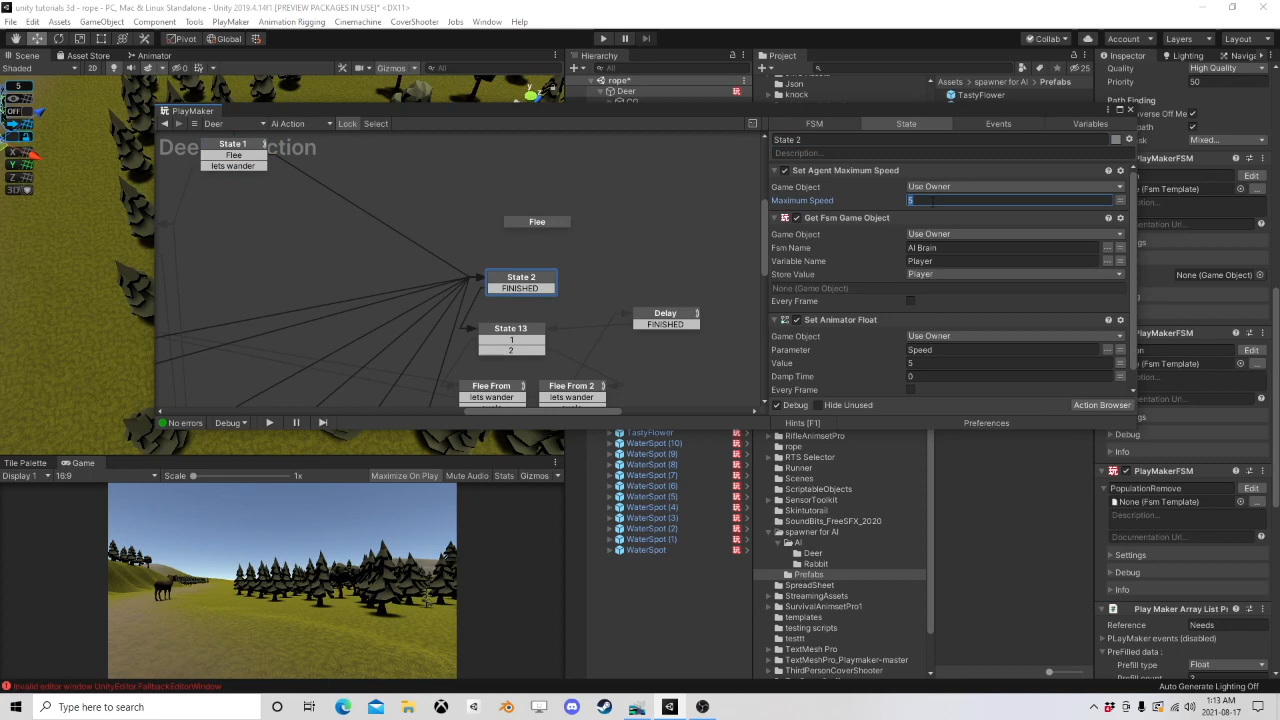 unity tutorials 3d - rope - PC, Mac & Linux Standalone - Unity 2019.4.14f1 [PREVIEW PACKAGES IN USE]* <DX11>
File Edit Assets GameObject Component Tools PlayMaker Animation Rigging Cinemachine CoverShooter Jobs Window Help
Pivot Global Collab Account Layers Layout
Scene Asset Store Animator Hierarchy Project Inspector Lighting Naviga
Shaded 2D 0 Gizmos All All 25 Quality High Quality
rope* Json Assets spawner for AI Prefabs Priority 50
5 Deer knock TastyFlower Path Finding
OFF PlayMaker
Deer Ai Action Lock Select FSM State Events Variables
X
Y
Z
3D
State 1
Flee
lets wander
Flee
State 2
FINISHED
State 13
1
2
Delay
FINISHED
Flee From
lets wander
Flee From 2
lets wander
State 2
Description...
Set Agent Maximum Speed
Game Object Use Owner
Maximum Speed 5
Get Fsm Game Object
Game Object Use Owner
Fsm Name AI Brain
Variable Name Player
Store Value Player
None (Game Object)
Every Frame
Set Animator Float
Game Object Use Owner
Parameter Speed
Value 5
Damp Time 0
Every Frame
Debug Hide Unused Action Browser
No errors Debug Hints [F1] Preferences
Mixed...
PlayMakerFSM
Edit
(Fsm Template)
None (Game Object)
PlayMakerFSM
Edit
(Fsm Template)
Debug
Info
PlayMakerFSM
PopulationRemove Edit
None (Fsm Template)
Description...
Documentation Url...
Settings
Debug
Info
Play Maker Array List Pr
Reference Needs
PLayMaker events (disabled)
PreFilled data :
Prefill type Float
TastyFlower
WaterSpot (10)
WaterSpot (9)
WaterSpot (8)
WaterSpot (7)
WaterSpot (6)
WaterSpot (5)
WaterSpot (4)
WaterSpot (3)
WaterSpot (2)
WaterSpot (1)
WaterSpot
RifleAnimsetPro
rope
RTS Selector
Runner
Scenes
ScriptableObjects
SensorToolkit
Skintutorail
SoundBits_FreeSFX_2020
spawner for AI
AI
Deer
Rabbit
Prefabs
SpreadSheet
StreamingAssets
SurvivalAnimsetPro1
templates
testing scripts
testtt
TextMesh Pro
TextMeshPro_Playmaker-master
ThirdPersonCoverShooter
Tile Palette Game
Display 1 16:9 Scale 1x Maximize On Play Mute Audio Stats Gizmos
Invalid editor window UnityEditor.FallbackEditorWindow Auto Generate Lighting Off
Type here to search 1:13 AM
2021-08-17